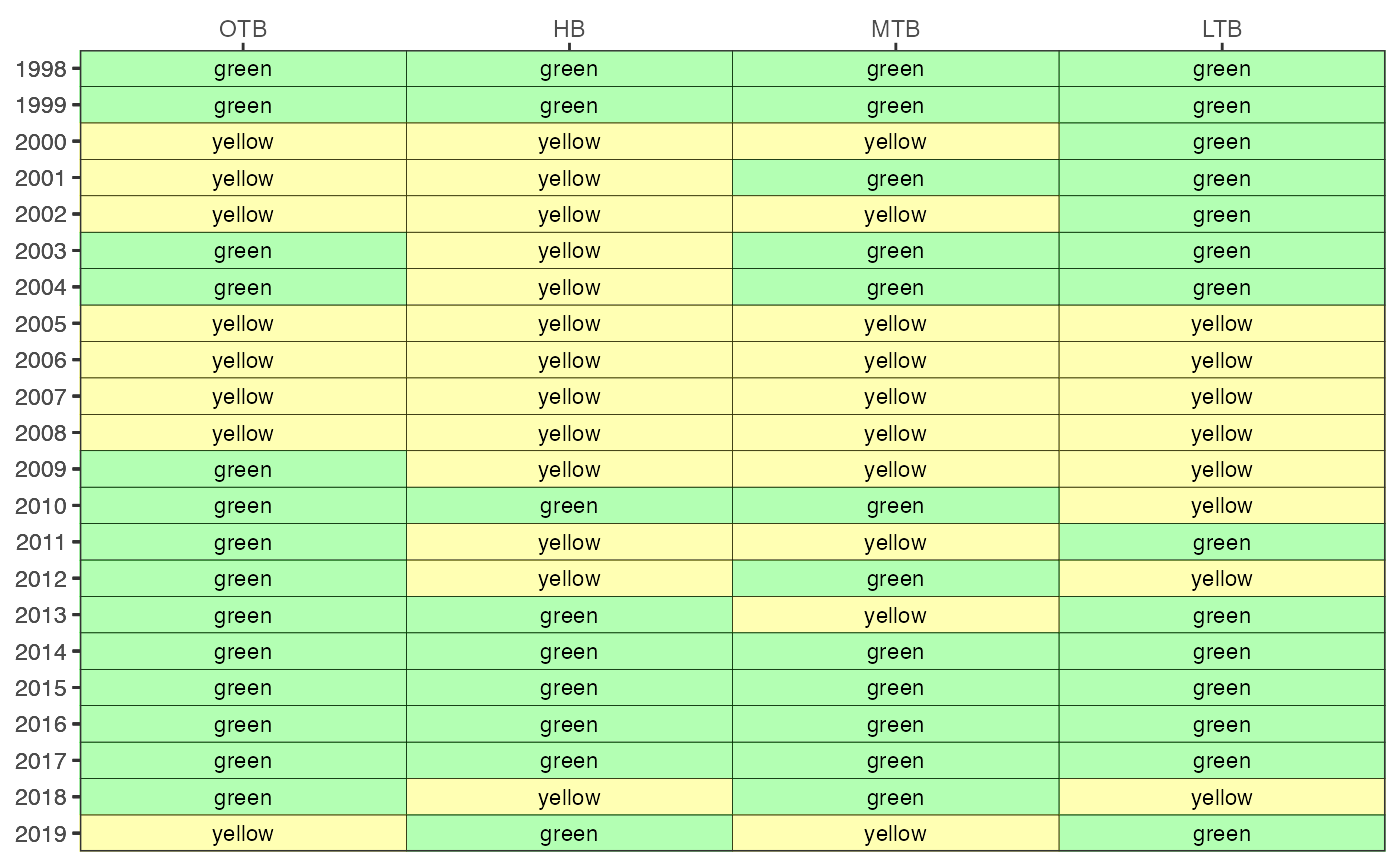 OTB HB MTB LTB
1998 green green green green
1999 green green green green
2000 yellow yellow yellow green
2001 yellow yellow green green
2002 yellow yellow yellow green
2003 green yellow green green
2004 green yellow green green
2005 yellow yellow yellow yellow
2006 yellow yellow yellow yellow
2007 yellow yellow yellow yellow
2008 yellow yellow yellow yellow
2009 green yellow yellow yellow
2010 green green green yellow
2011 green yellow yellow green
2012 green yellow green yellow
2013 green green yellow green
2014 green green green green
2015 green green green green
2016 green green green green
2017 green green green green
2018 green yellow green yellow
2019 yellow green yellow green